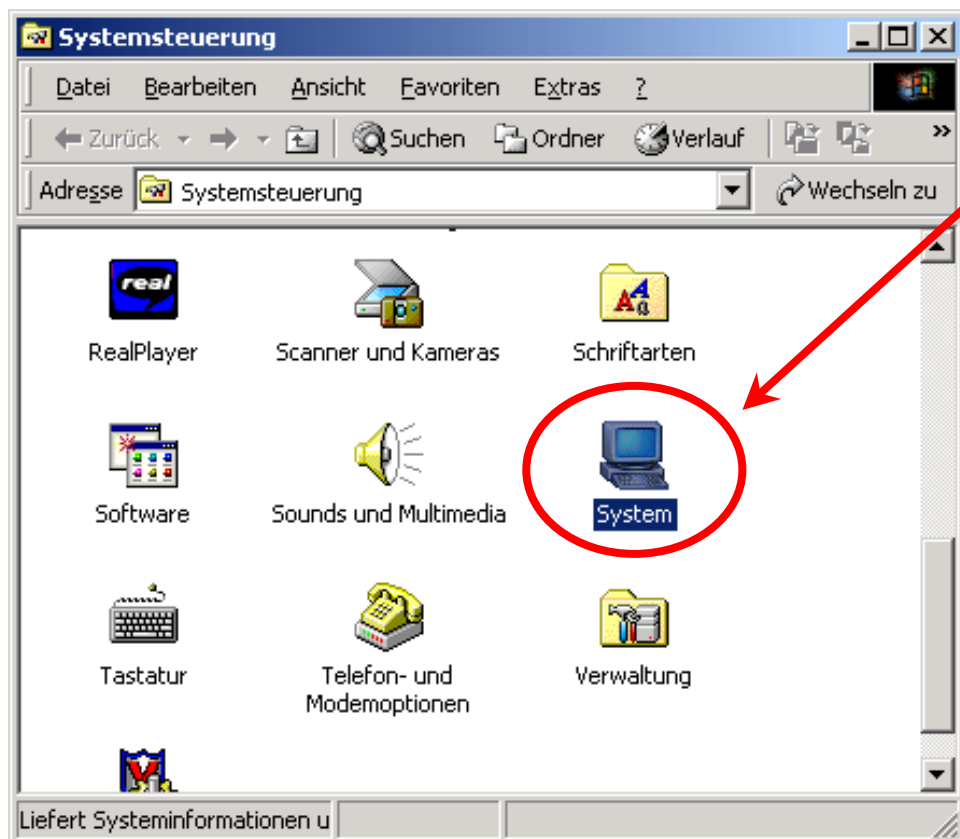 Systemsteuerung
Datei Bearbeiten Ansicht Favoriten Extras ?
Zurück Suchen Ordner Verlauf »
Adresse Systemsteuerung Wechseln zu
real
RealPlayer Scanner und Kameras Schriftarten
Software Sounds und Multimedia System
Tastatur Telefon- und Verwaltung
Modemoptionen
Liefert Systeminformationen u